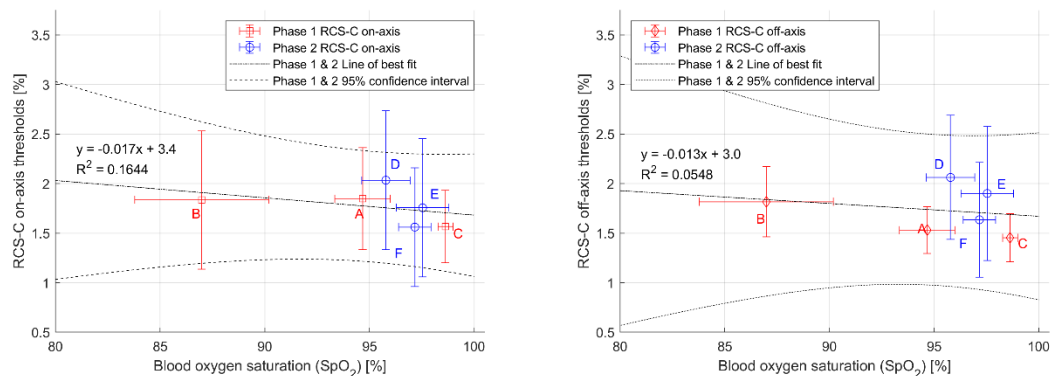 3.5
3
2.5
2
1.5
1
0.5
80
85
90
95
100
RCS-C on-axis thresholds [%]
Blood oxygen saturation (SpO2) [%]
Phase 1 RCS-C on-axis
Phase 2 RCS-C on-axis
Phase 1 & 2 Line of best fit
Phase 1 & 2 95% confidence interval
y = -0.017x + 3.4
R2 = 0.1644
B
A
D
E
F
C
3.5
3
2.5
2
1.5
1
0.5
80
85
90
95
100
RCS-C off-axis thresholds [%]
Blood oxygen saturation (SpO2) [%]
Phase 1 RCS-C off-axis
Phase 2 RCS-C off-axis
Phase 1 & 2 Line of best fit
Phase 1 & 2 95% confidence interval
y = -0.013x + 3.0
R2 = 0.0548
D
E
B
A
F
C